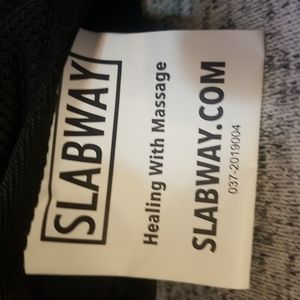 SLABWAY
Healing With Massage
SLABWAY.COM
037-2019004